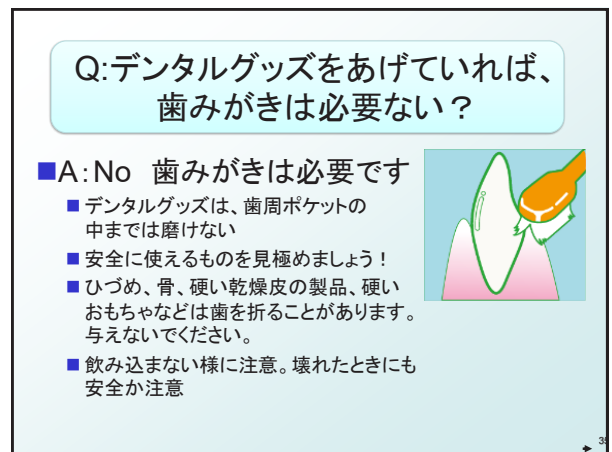 Q:デンタルグッズをあげていれば、
歯みがきは必要ない？
■A:No　歯みがきは必要です
■デンタルグッズは、歯周ポケットの
中までは磨けない
■安全に使えるものを見極めましょう！
■ひづめ、骨、硬い乾燥皮の製品、硬い
おもちゃなどは歯を折ることがあります。
与えないでください。
■飲み込まない様に注意。壊れたときにも
安全か注意